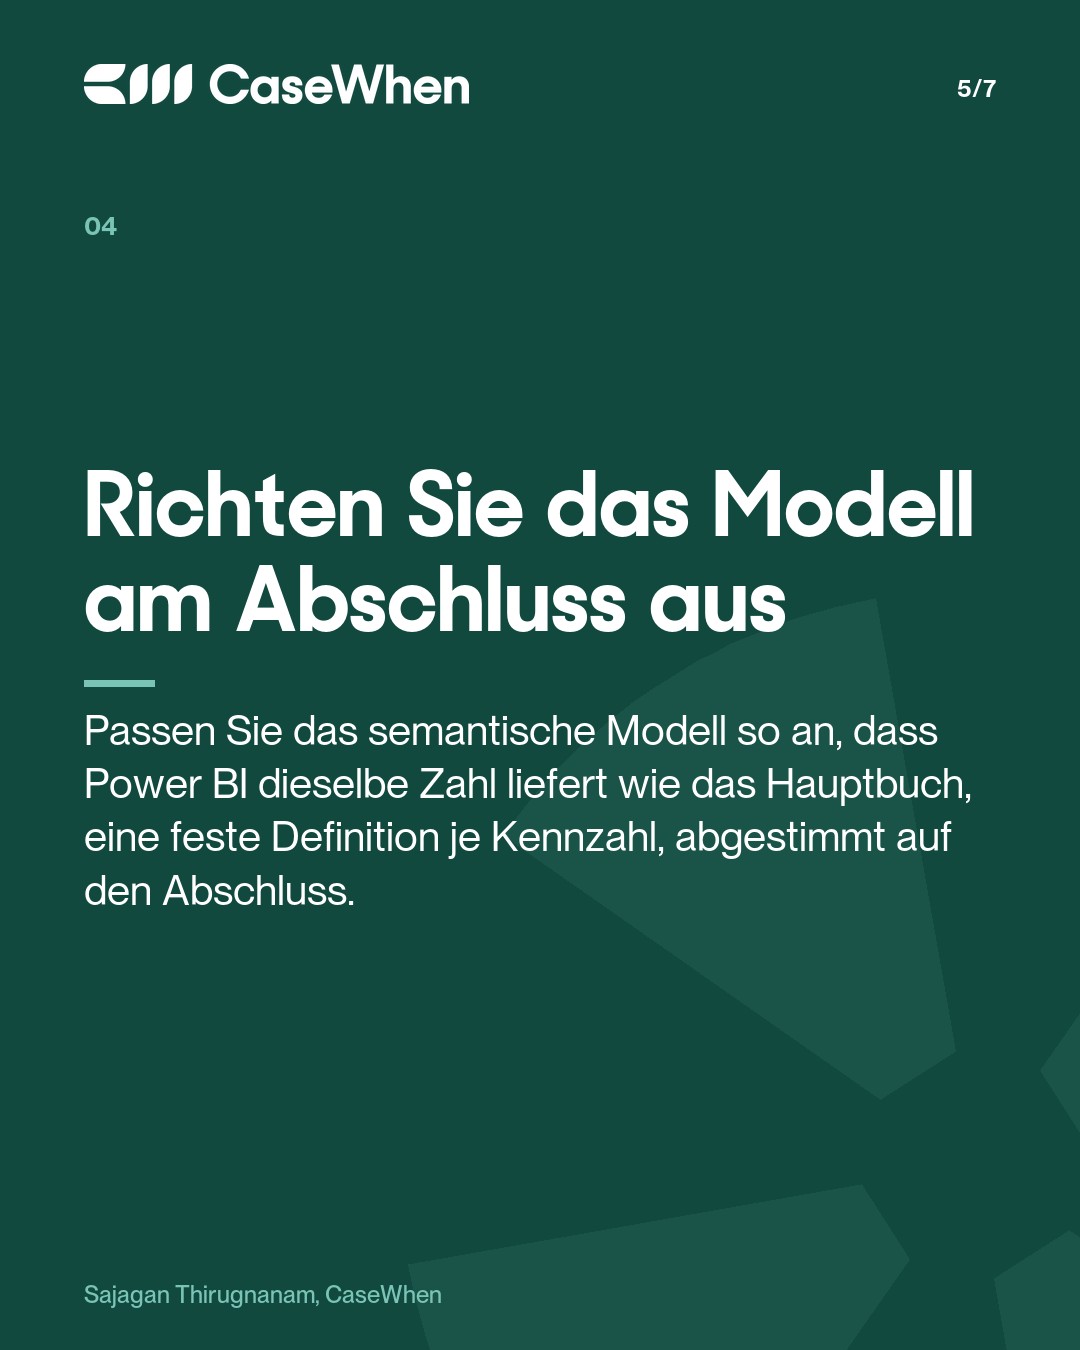 CaseWhen
5/7
04
Richten Sie das Modell
am Abschluss aus
Passen Sie das semantische Modell so an, dass
Power BI dieselbe Zahl liefert wie das Hauptbuch,
eine feste Definition je Kennzahl, abgestimmt auf
den Abschluss.
Sajagan Thirugnanam, CaseWhen